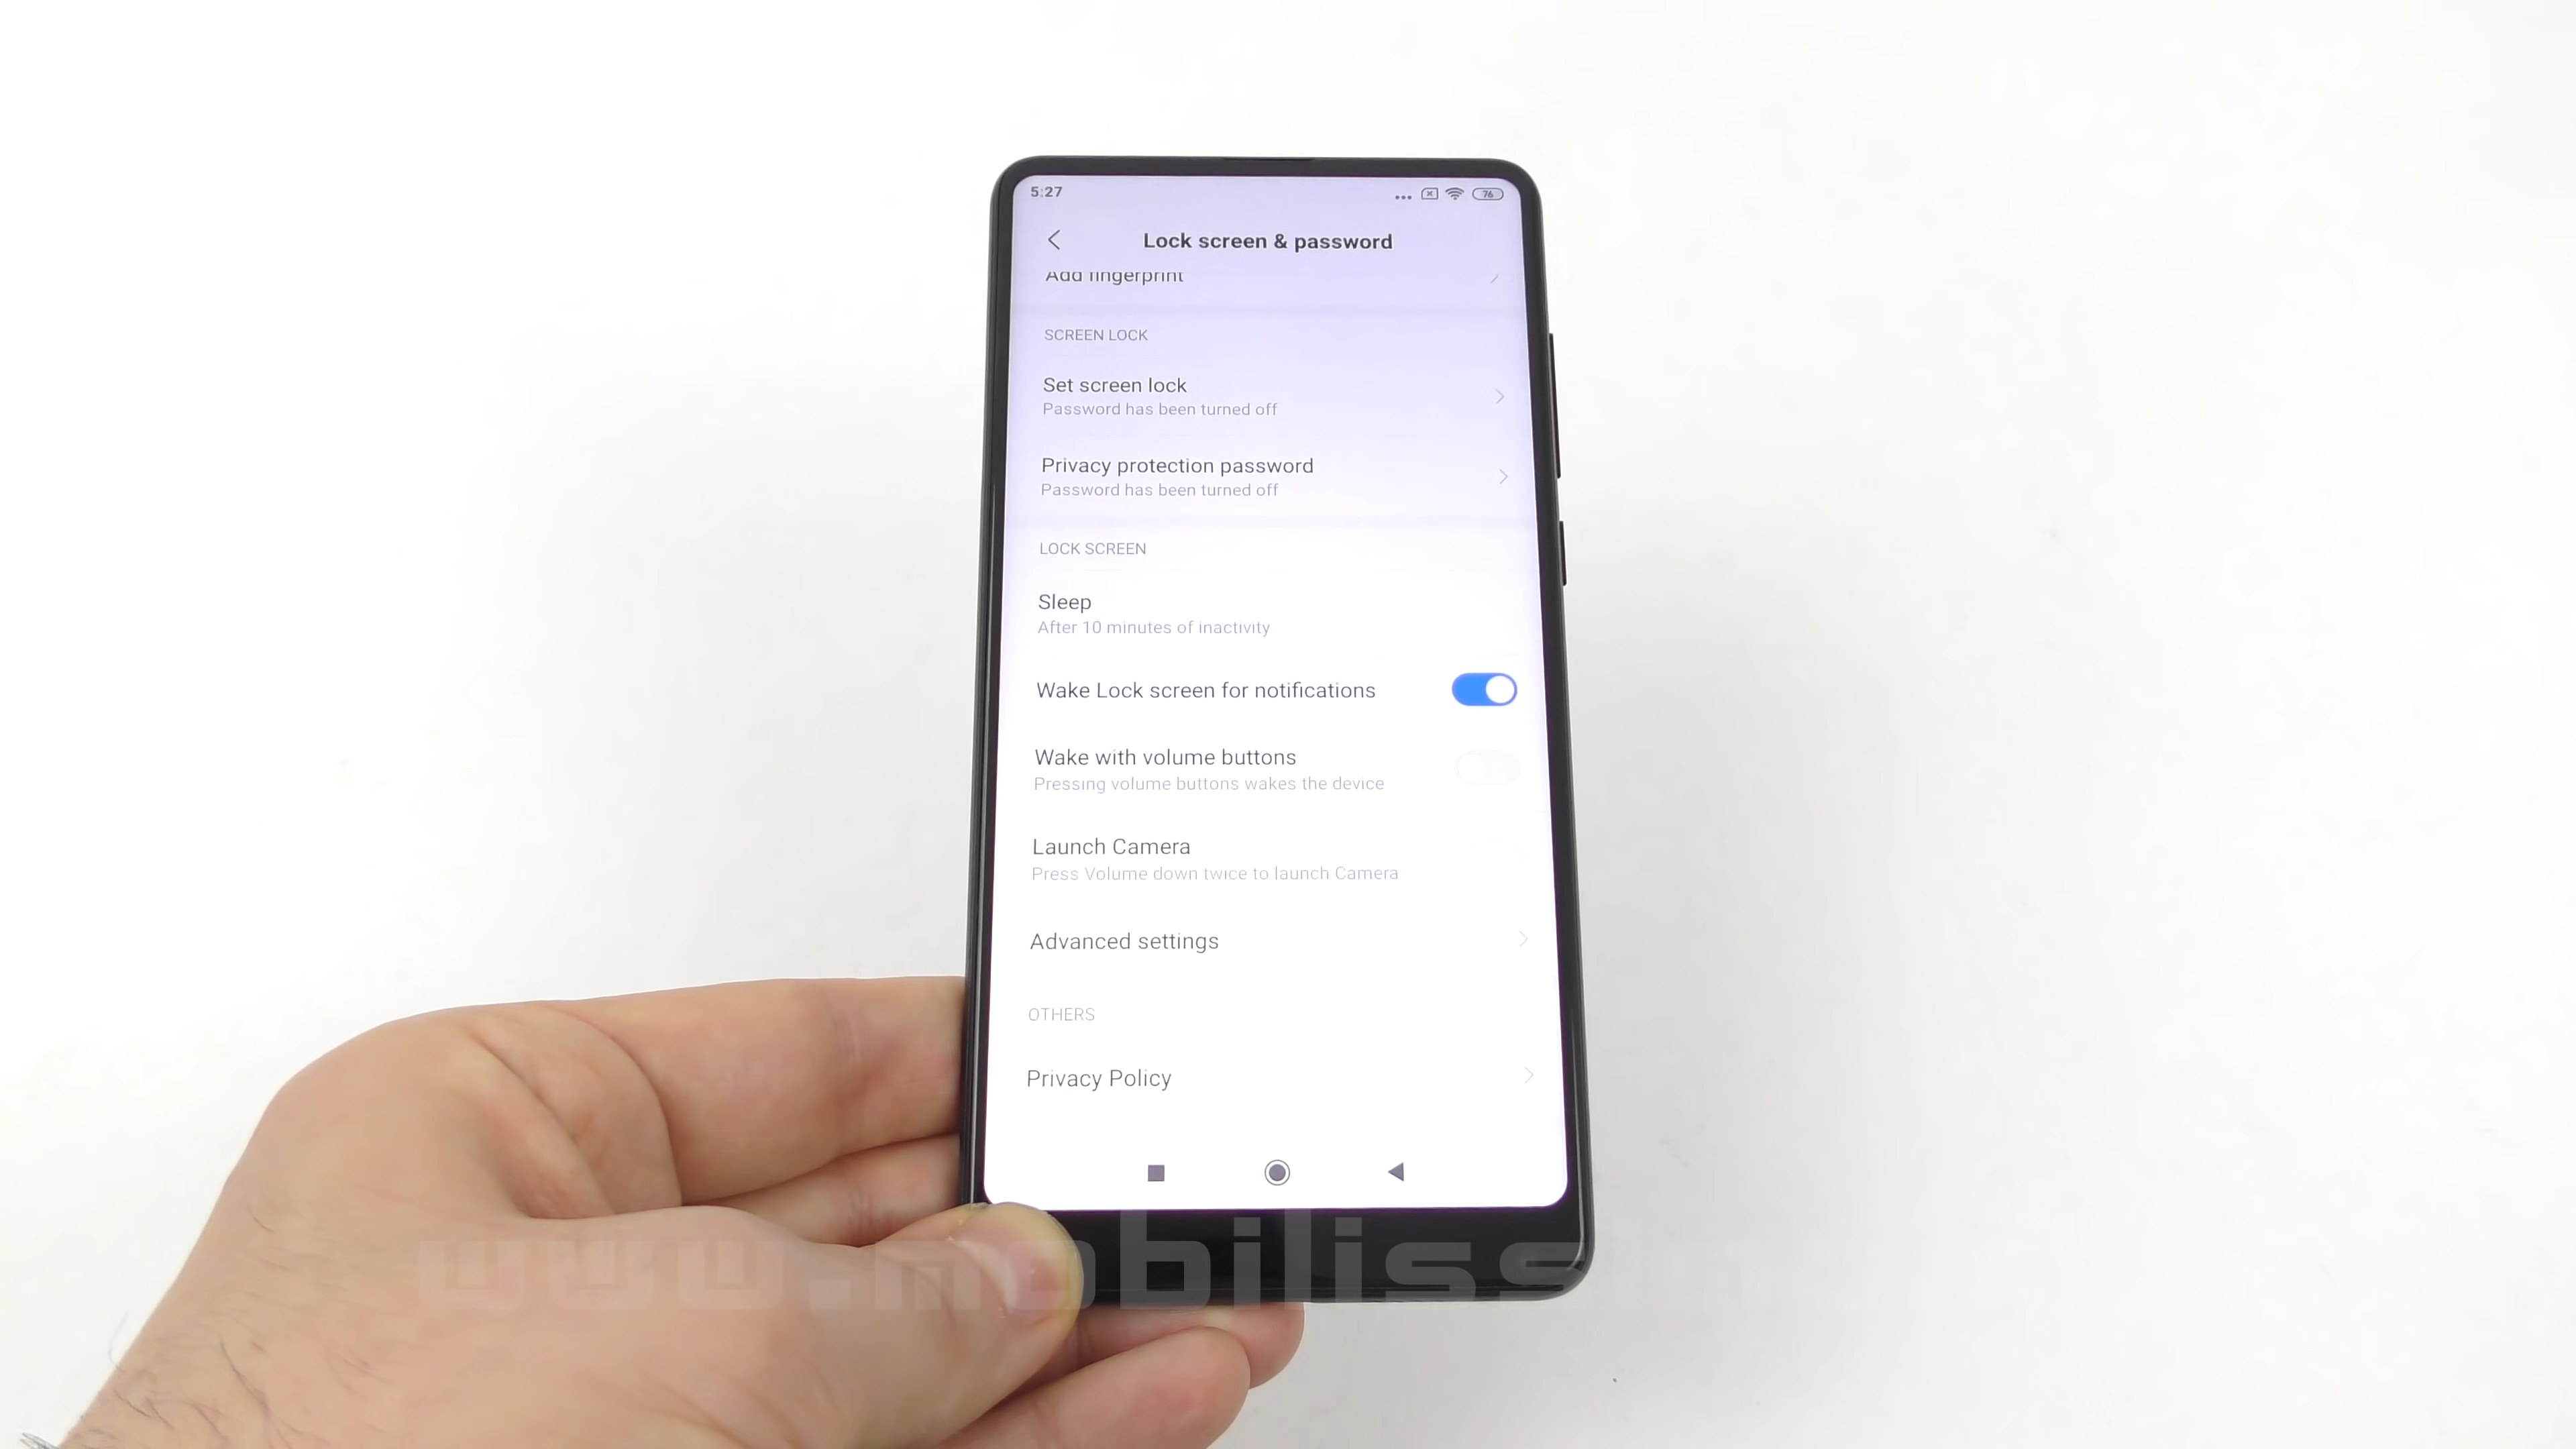 5:27
76
Lock screen & password
Add fingerprint
SCREEN LOCK
Set screen lock
Password has been turned off
Privacy protection password
Password has been turned off
LOCK SCREEN
Sleep
After 10 minutes of inactivity
Wake Lock screen for notifications
Wake with volume buttons
Pressing volume buttons wakes the device
Launch Camera
Press Volume down twice to launch Camera
Advanced settings
OTHERS
Privacy Policy